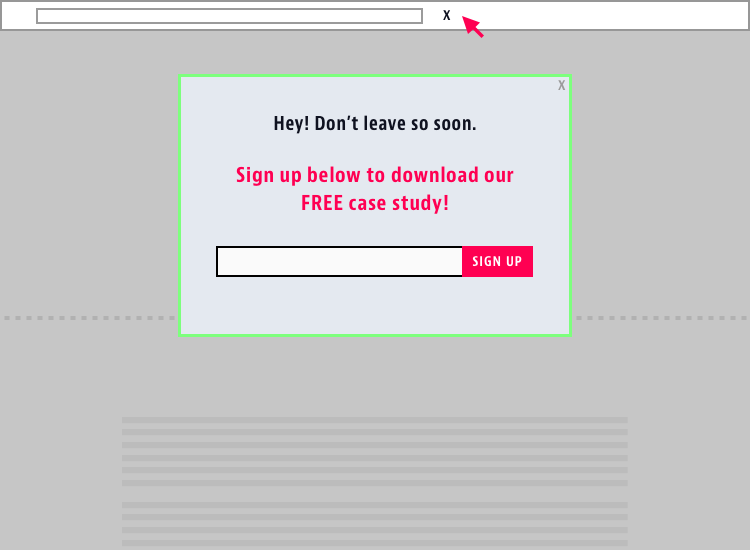 X
X
Hey! Don’t leave so soon.
Sign up below to download our
FREE case study!
SIGN UP